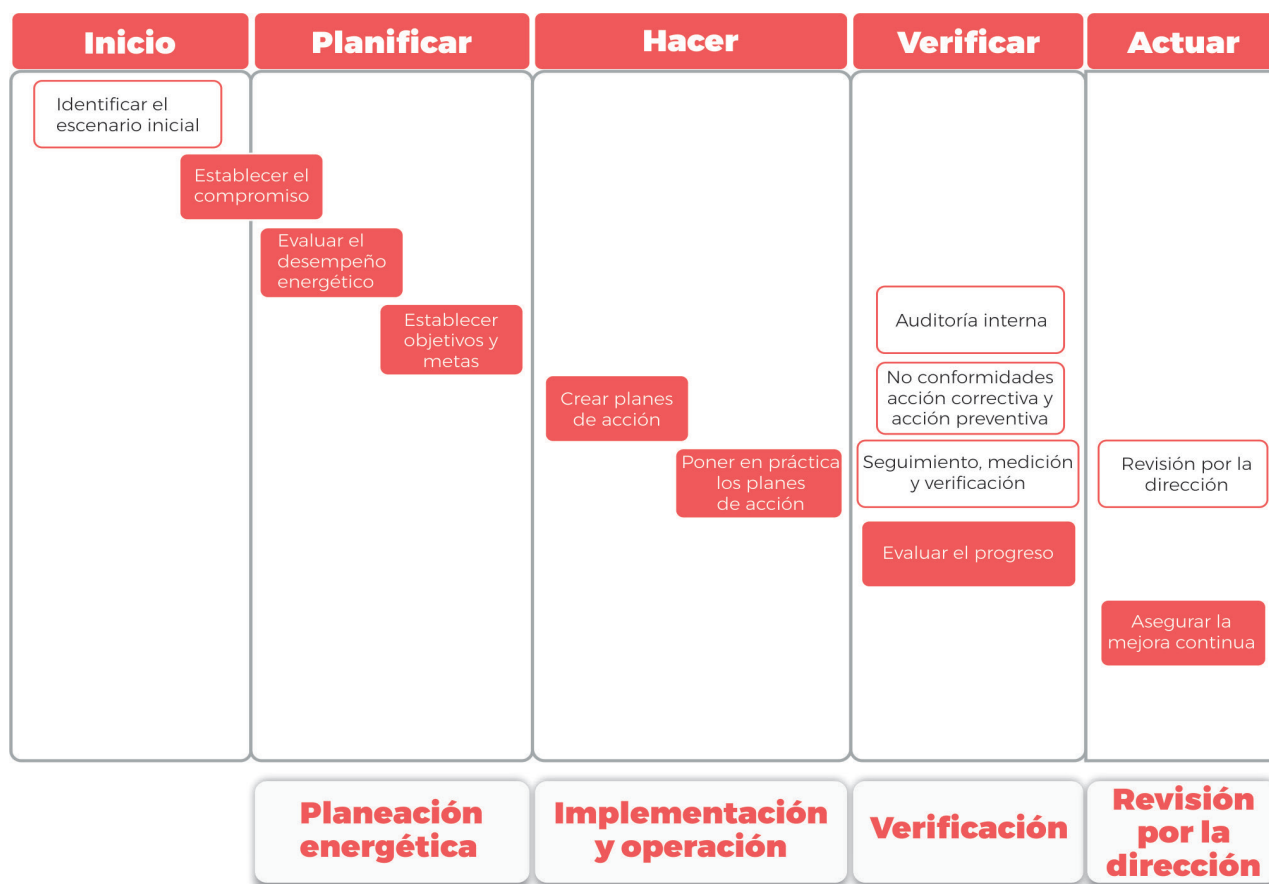 Inicio
Planificar
Hacer
Verificar
Actuar
Identificar el
escenario inicial
Establecer el
compromiso
Evaluar el
desempeño
energético
Establecer
objetivos y
metas
Crear planes
de acción
Poner en práctica
los planes
de acción
Auditoría interna
No conformidades
acción correctiva y
acción preventiva
Seguimiento, medición
y verificación
Evaluar el progreso
Revisión por la
dirección
Asegurar la
mejora continua
Planeación
energética
Implementación
y operación
Verificación
Revisión
por la
dirección